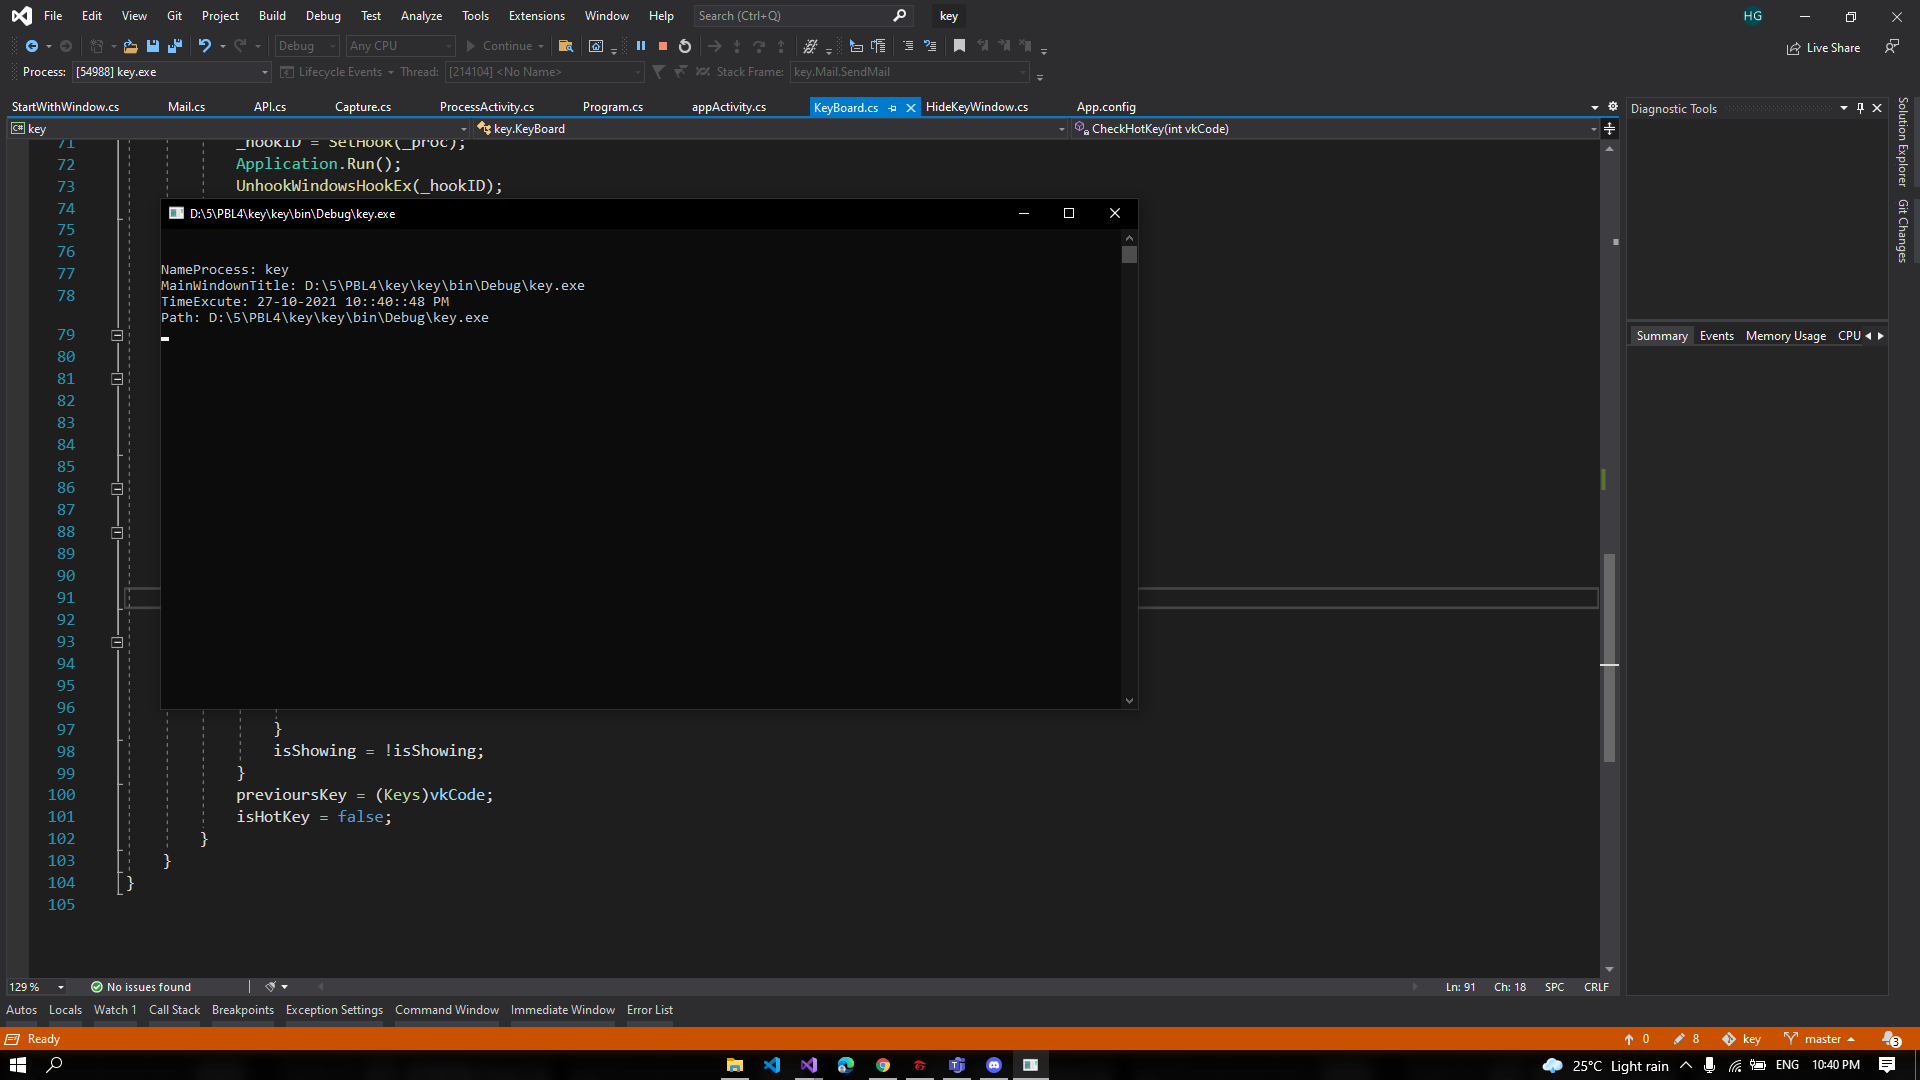 File Edit View Git Project Build Debug Test Analyze Tools Extensions Window Help Search (Ctrl+Q) key HG
Debug Any CPU Continue Live Share
Process: [54988] key.exe Lifecycle Events Thread: [214104] <No Name> Stack Frame: key.Mail.SendMail
StartWithWindow.cs Mail.cs API.cs Capture.cs ProcessActivity.cs Program.cs appActivity.cs KeyBoard.cs HideKeyWindow.cs App.config
Diagnostic Tools
Solution Explorer
Git Changes
key key.KeyBoard CheckHotKey(int vkCode)
71 _hookID = SetHook(_proc);
72 Application.Run();
73 UnhookWindowsHookEx(_hookID);
74
75
76
77
78
79
80
81
82
83
84
85
86
87
88
89
90
91
92
93
94
95
96
D:\5\PBL4\key\key\bin\Debug\key.exe
NameProcess: key
MainWindownTitle: D:\5\PBL4\key\key\bin\Debug\key.exe
TimeExcute: 27-10-2021 10::40::48 PM
Path: D:\5\PBL4\key\key\bin\Debug\key.exe
97 }
98 isShowing = !isShowing;
99 }
100 previoursKey = (Keys)vkCode;
101 isHotKey = false;
102 }
103 }
104 }
105
Summary Events Memory Usage CPU
129 % No issues found Ln: 91 Ch: 18 SPC CRLF
Autos Locals Watch 1 Call Stack Breakpoints Exception Settings Command Window Immediate Window Error List
Ready 0 8 key master 3
25°C Light rain ENG 10:40 PM